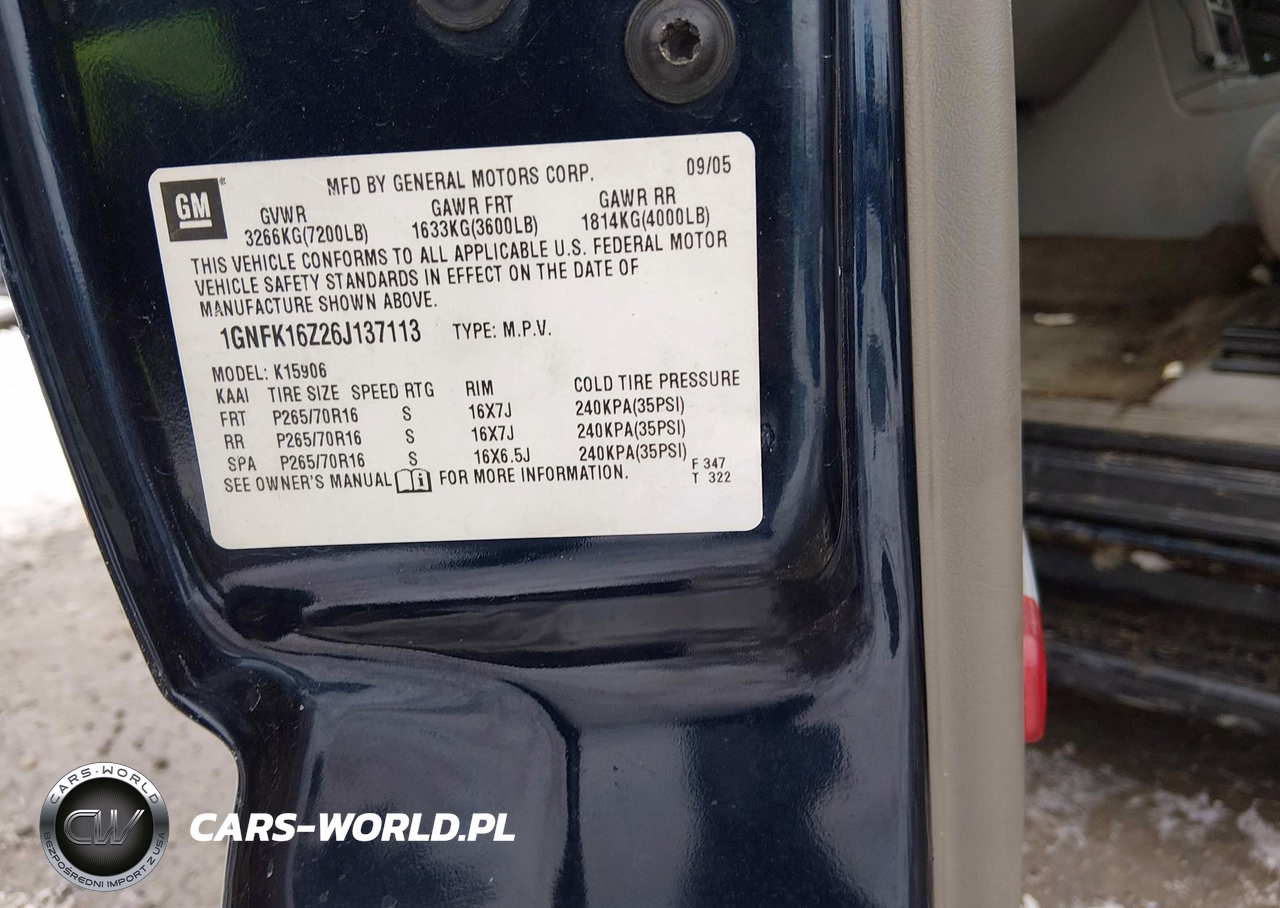 GM
MFD BY GENERAL MOTORS CORP. 09/05
GVWR GAWR FRT GAWR RR
3266KG(7200LB) 1633KG(3600LB) 1814KG(4000LB)
THIS VEHICLE CONFORMS TO ALL APPLICABLE U.S. FEDERAL MOTOR
VEHICLE SAFETY STANDARDS IN EFFECT ON THE DATE OF
MANUFACTURE SHOWN ABOVE.
1GNFK16Z26J137113 TYPE: M.P.V.
MODEL: K15906
KAAI TIRE SIZE SPEED RTG RIM COLD TIRE PRESSURE
FRT P265/70R16 S 16X7J 240KPA(35PSI)
RR P265/70R16 S 16X7J 240KPA(35PSI)
SPA P265/70R16 S 16X6.5J 240KPA(35PSI)
SEE OWNER'S MANUAL FOR MORE INFORMATION.
F 347
T 322
CARS-WORLD
CW
BEZPOŚREDNI IMPORT Z USA
CARS-WORLD.PL